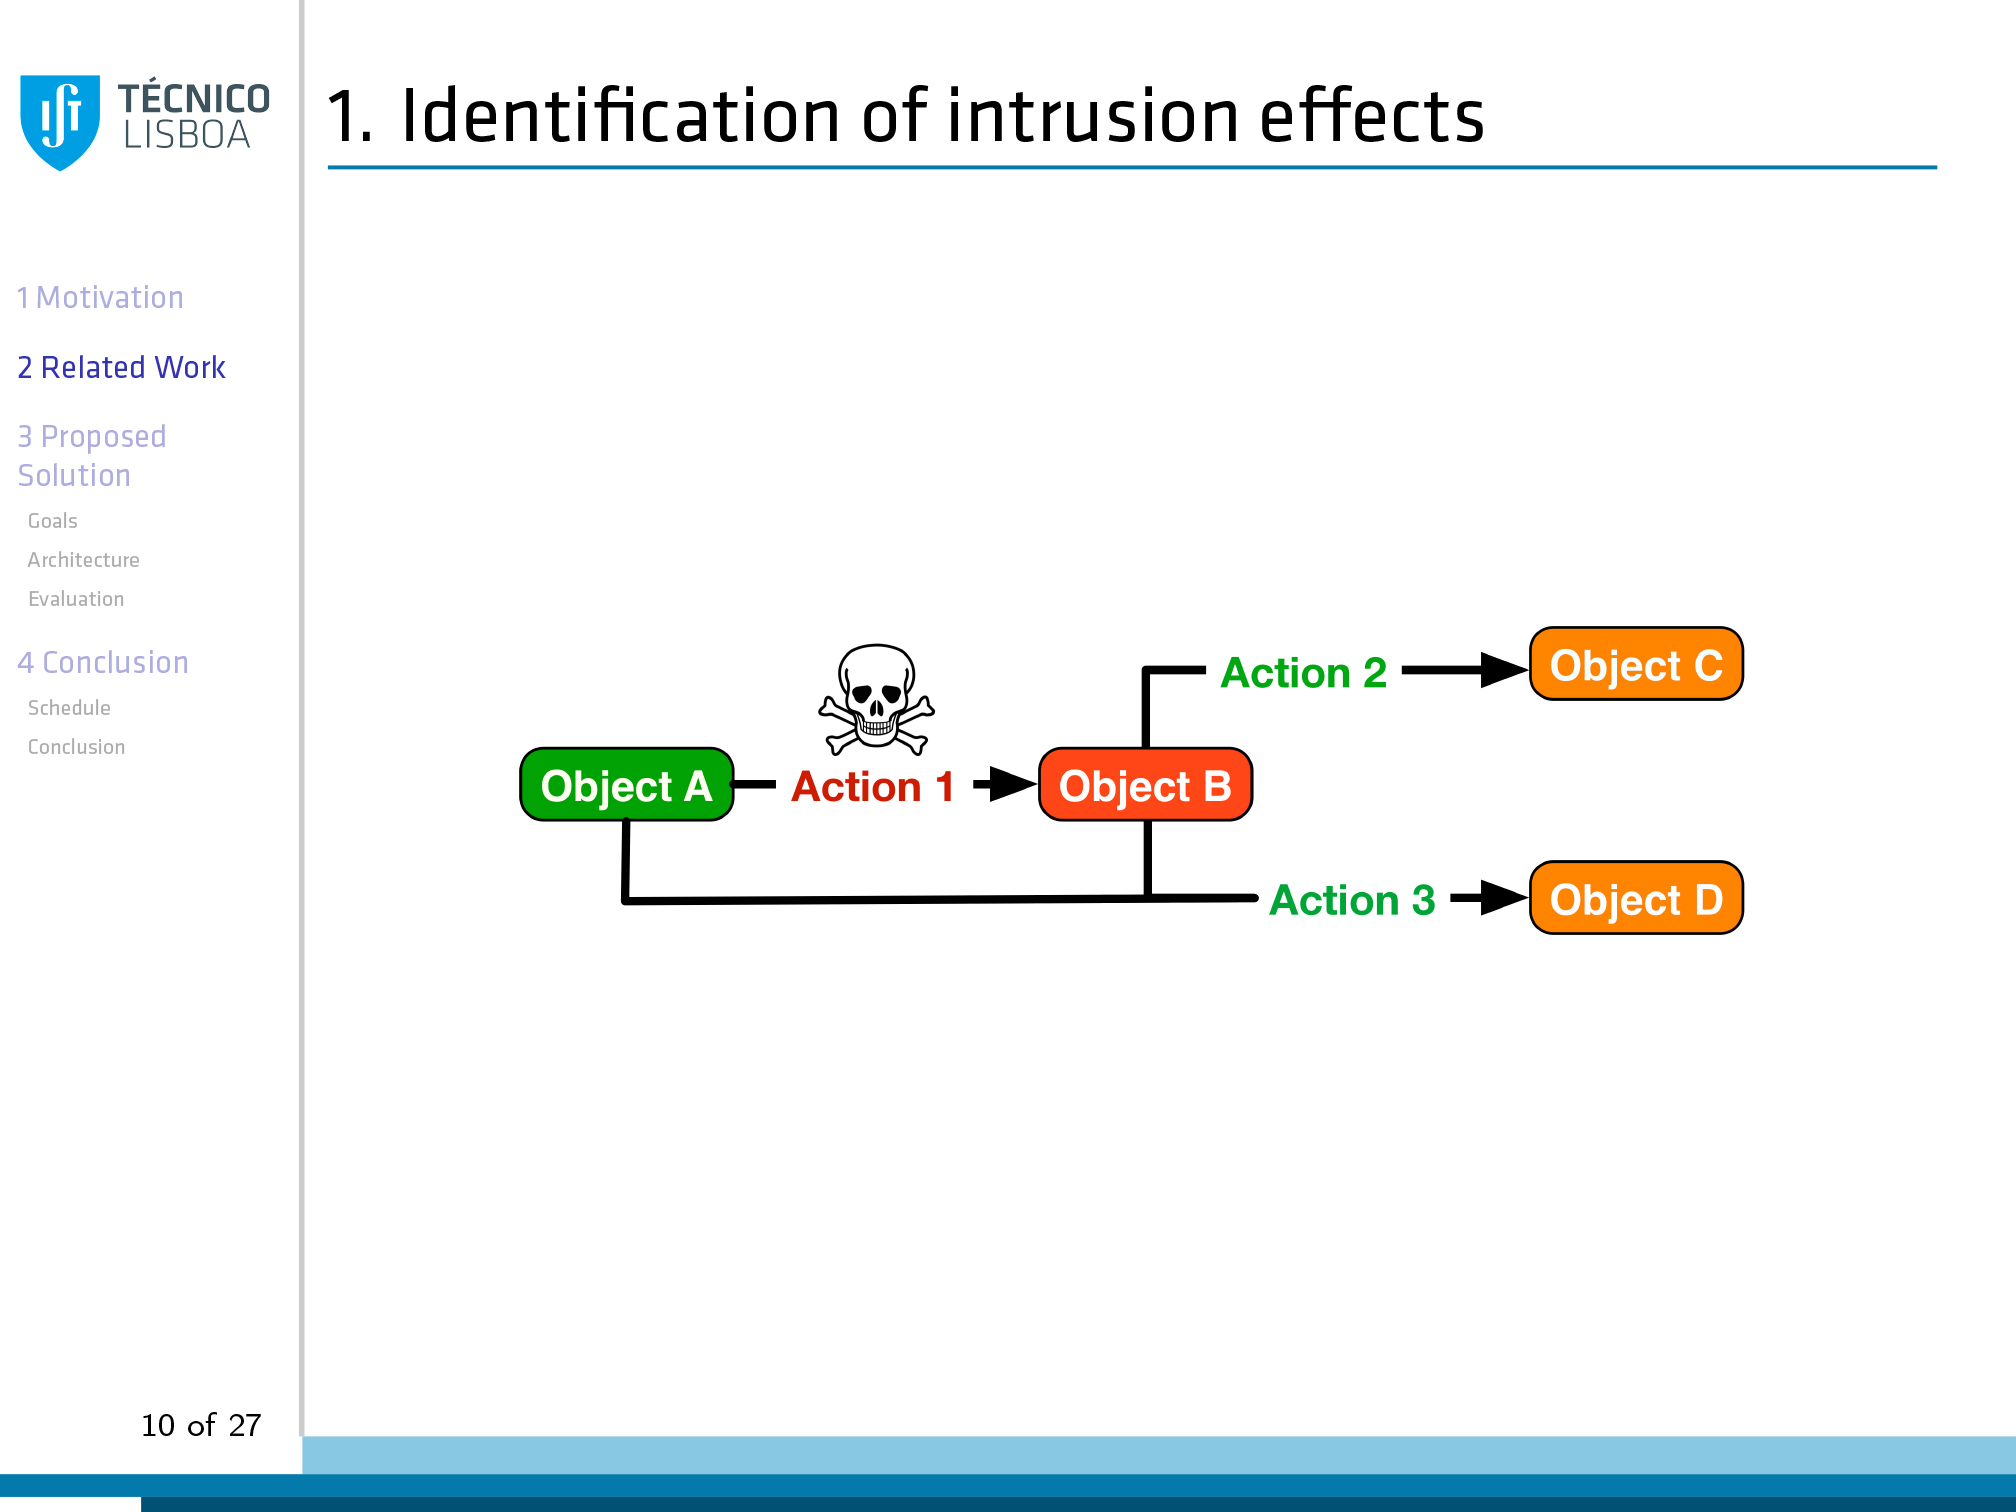 TÉCNICO
LISBOA
1. Identification of intrusion effects
1 Motivation
2 Related Work
3 Proposed
Solution
Goals
Architecture
Evaluation
4 Conclusion
Schedule
Conclusion
Action 2
Object C
Object A
Action 1
Object B
Action 3
Object D
10 of 27